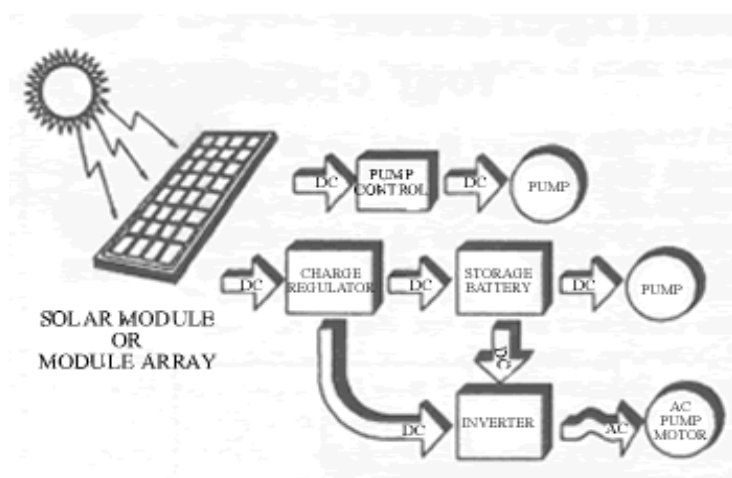 DC
PUMP
CONTROL
DC
PUMP
DC
CHARGE
REGULATOR
DC
STORAGE
BATTERY
DC
PUMP
SOLAR MODULE
OR
MODULE ARRAY
DC
DC
INVERTER
AC
AC
PUMP
MOTOR